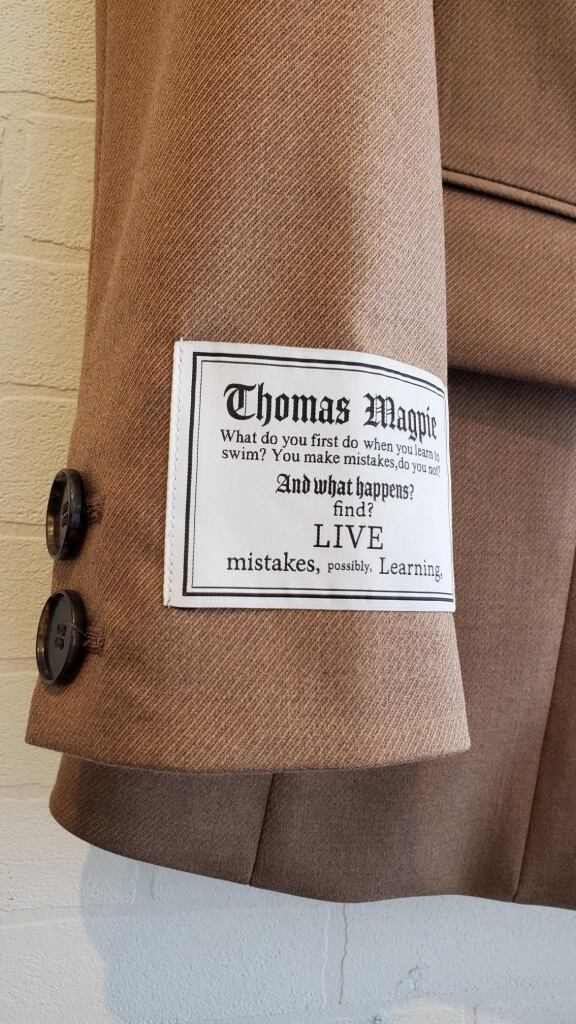 Thomas Magpie
What do you first do when you learn to
swim? You make mistakes,do you not?
And what happens?
find?
LIVE
mistakes, possibly, Learning,